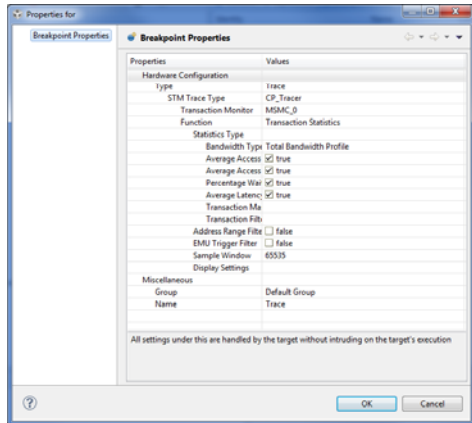 Properties for
Breakpoint Properties
Breakpoint Properties
Properties Values
Hardware Configuration
Type Trace
STM Trace Type CP_Tracer
Transaction Monitor MSMC_0
Function Transaction Statistics
Statistics Type
Bandwidth Typ Total Bandwidth Profile
Average Access true
Average Access true
Percentage Wai true
Average Latenc true
Transaction Ma
Transaction Filt
Address Range Filte false
EMU Trigger Filter false
Sample Window 65535
Display Settings
Miscellaneous
Group Default Group
Name Trace
All settings under this are handled by the target without intruding on the target's execution
OK Cancel